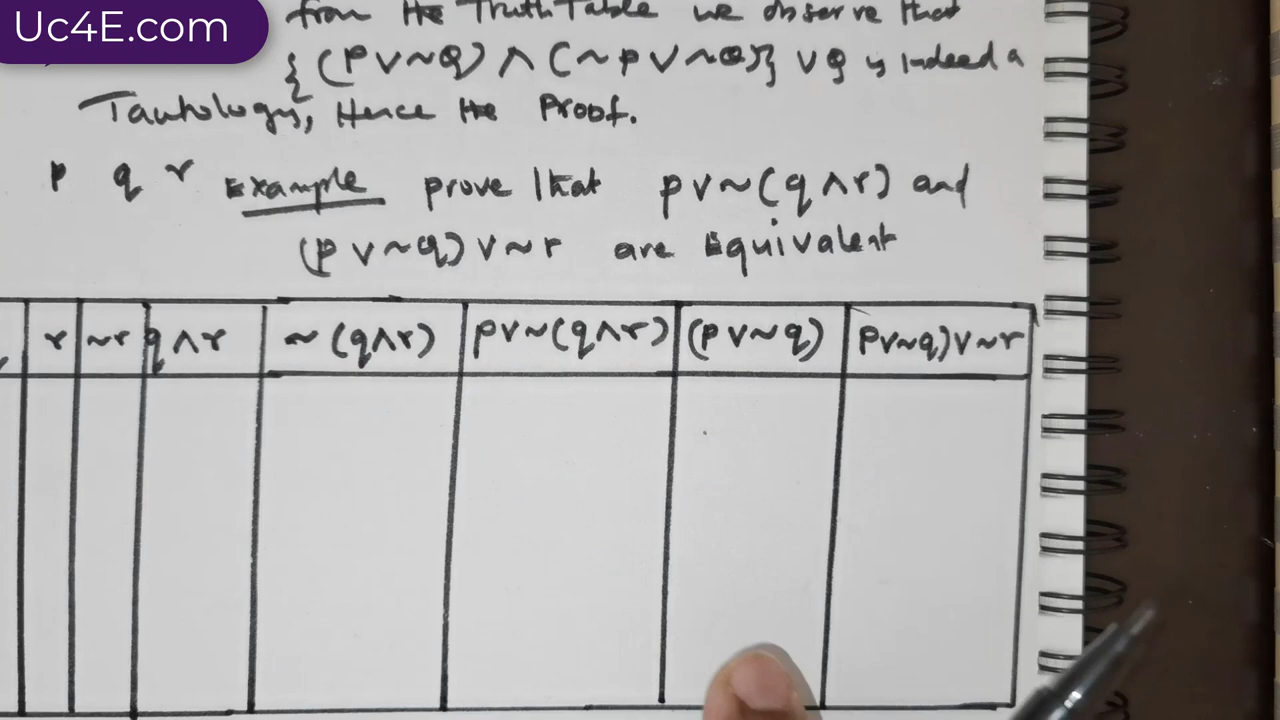 Uc4E.com
from the Truth Table we observe that
{(P∨~Q) ∧ (~P∨~Q)} ∨ Q is Indeed a
Tautology, Hence the Proof.
P q r Example prove that p∨~(q∧r) and
(p∨~q)∨~r are Equivalent
r ~r q∧r ~(q∧r) p∨~(q∧r) (p∨~q) p∨~q)∨~r